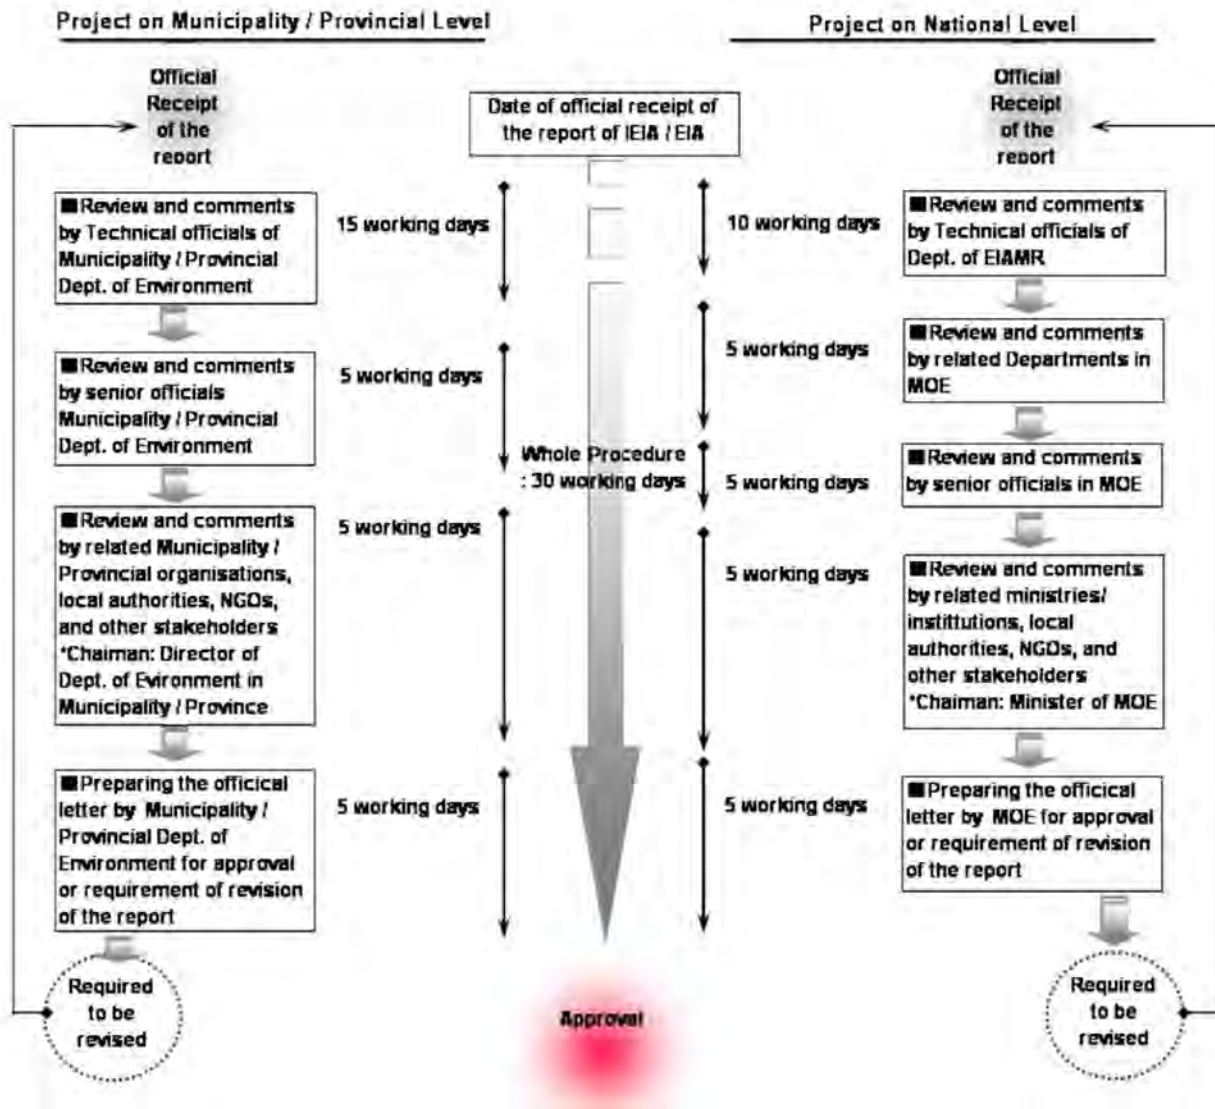 Project on Municipality / Provincial Level
Official
Receipt
of the
report
■Review and comments
by Technical officials of
Municipality / Provincial
Dept. of Environment
■Review and comments
by senior officials
Municipality / Provincial
Dept. of Environment
■Review and comments
by related Municipality /
Provincial organisations,
local authorities, NGOs,
and other stakeholders
*Chairman: Director of
Dept. of Evironment in
Municipality / Province
■Preparing the officical
letter by Municipality /
Provincial Dept. of
Environment for approval
or requirement of revision
of the report
Required
to be
revised
15 working days
5 working days
5 working days
5 working days
Date of official receipt of
the report of IEIA / EIA
Whole Procedure
: 30 working days
Approval
Project on National Level
10 working days
5 working days
5 working days
5 working days
5 working days
Official
Receipt
of the
report
■Review and comments
by Technical officials of
Dept. of EIAMR
■Review and comments
by related Departments in
MOE
■Review and comments
by senior officials in MOE
■Review and comments
by related ministries/
instittutions, local
authorities, NGOs, and
other stakeholders
*Chairman: Minister of MOE
■Preparing the officical
letter by MOE for approval
or requirement of revision
of the report
Required
to be
revised